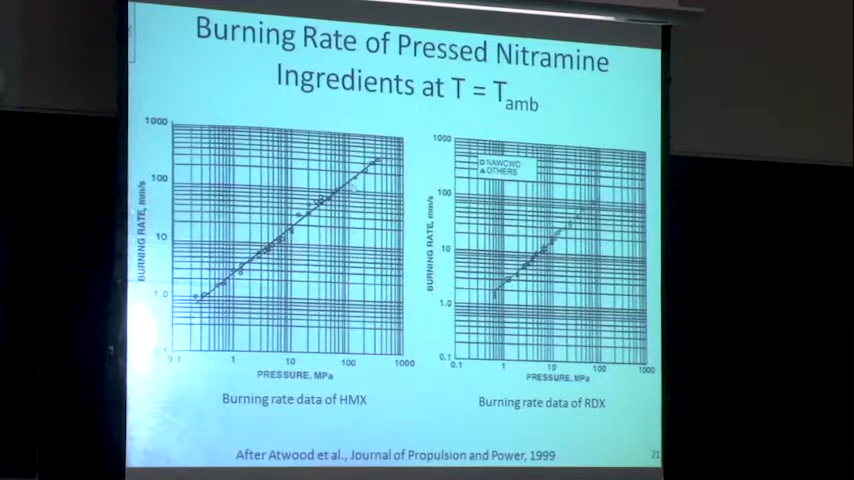 Burning Rate of Pressed Nitramine
Ingredients at T = Tamb
1000
100
10
1.0
0.1
BURNING RATE, mm/s
0.1 1 10 100 1000
PRESSURE, MPa
Burning rate data of HMX
1000
100
10
1.0
0.1
BURNING RATE, mm/s
NAWCWD
OTHERS
0.1 1 10 100 1000
PRESSURE, MPa
Burning rate data of RDX
After Atwood et al., Journal of Propulsion and Power, 1999
21